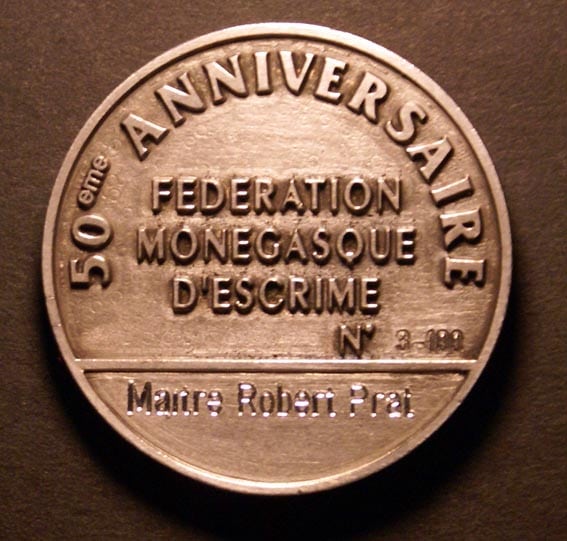 50ème ANNIVERSAIRE
FEDERATION
MONEGASQUE
D'ESCRIME
N° 3-100
Maitre Robert Prat